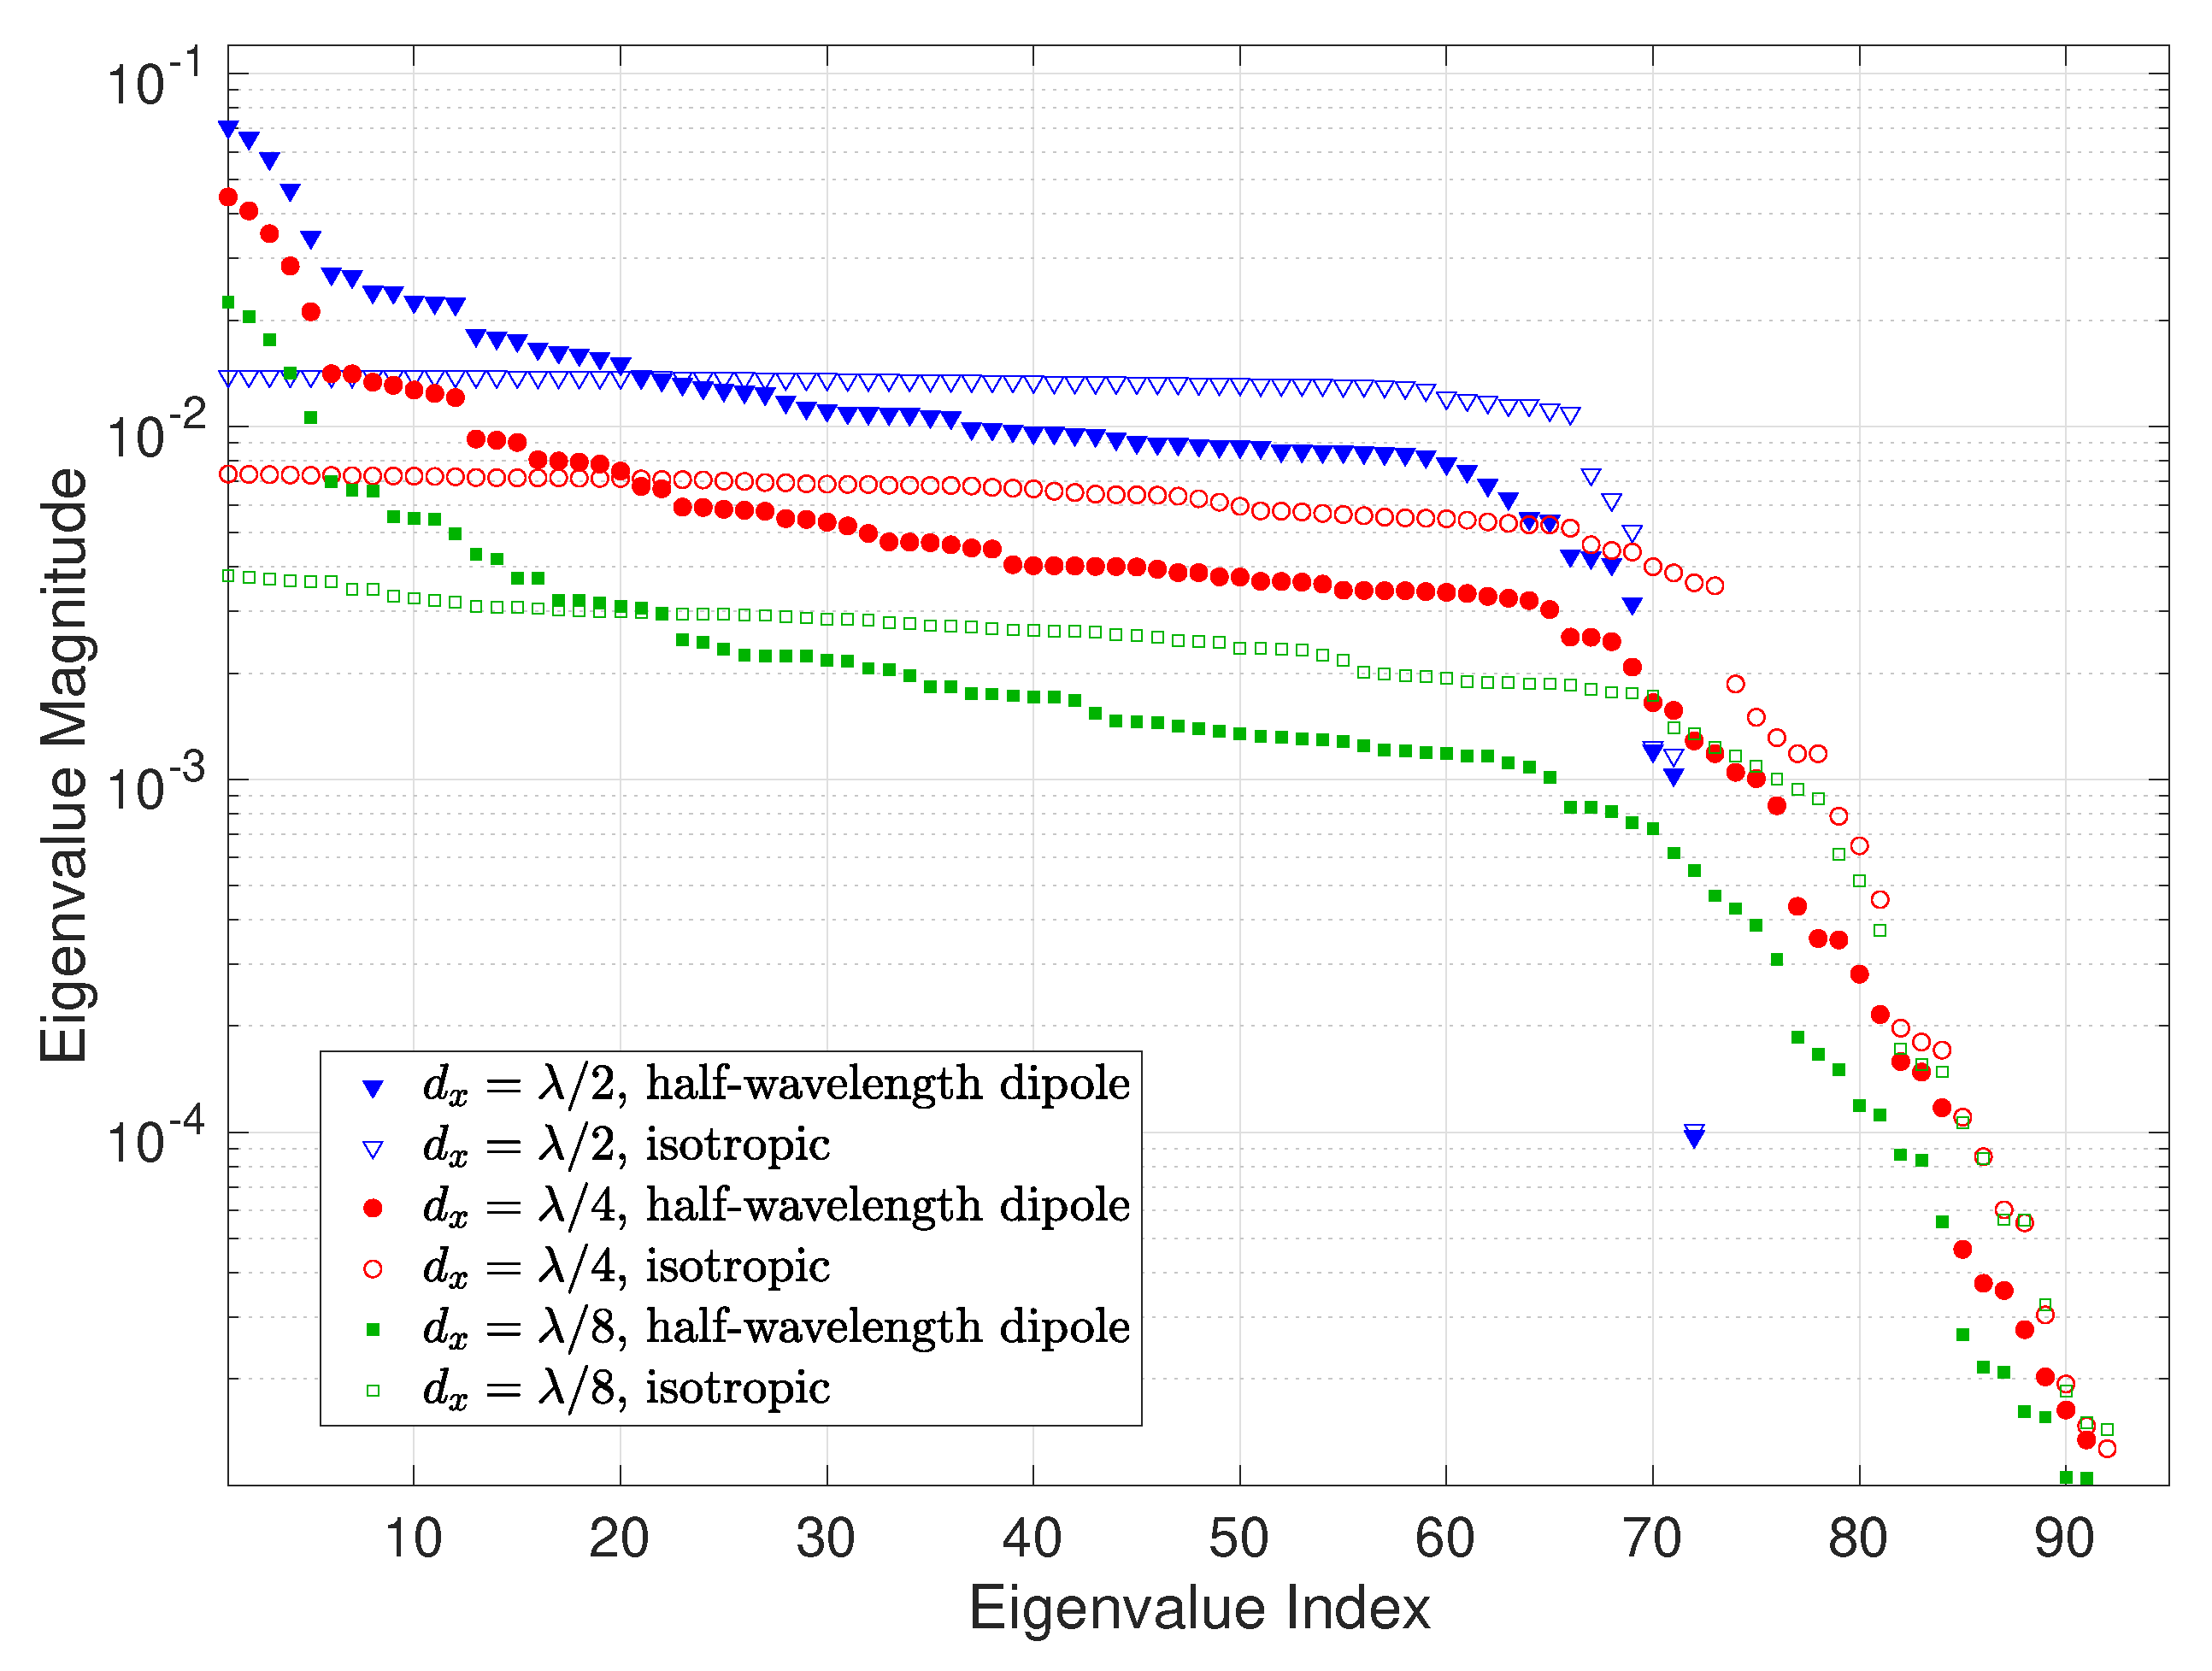 10^-1
10^-2
10^-3
10^-4
Eigenvalue Magnitude
d_x = λ/2, half-wavelength dipole
d_x = λ/2, isotropic
d_x = λ/4, half-wavelength dipole
d_x = λ/4, isotropic
d_x = λ/8, half-wavelength dipole
d_x = λ/8, isotropic
10 20 30 40 50 60 70 80 90
Eigenvalue Index